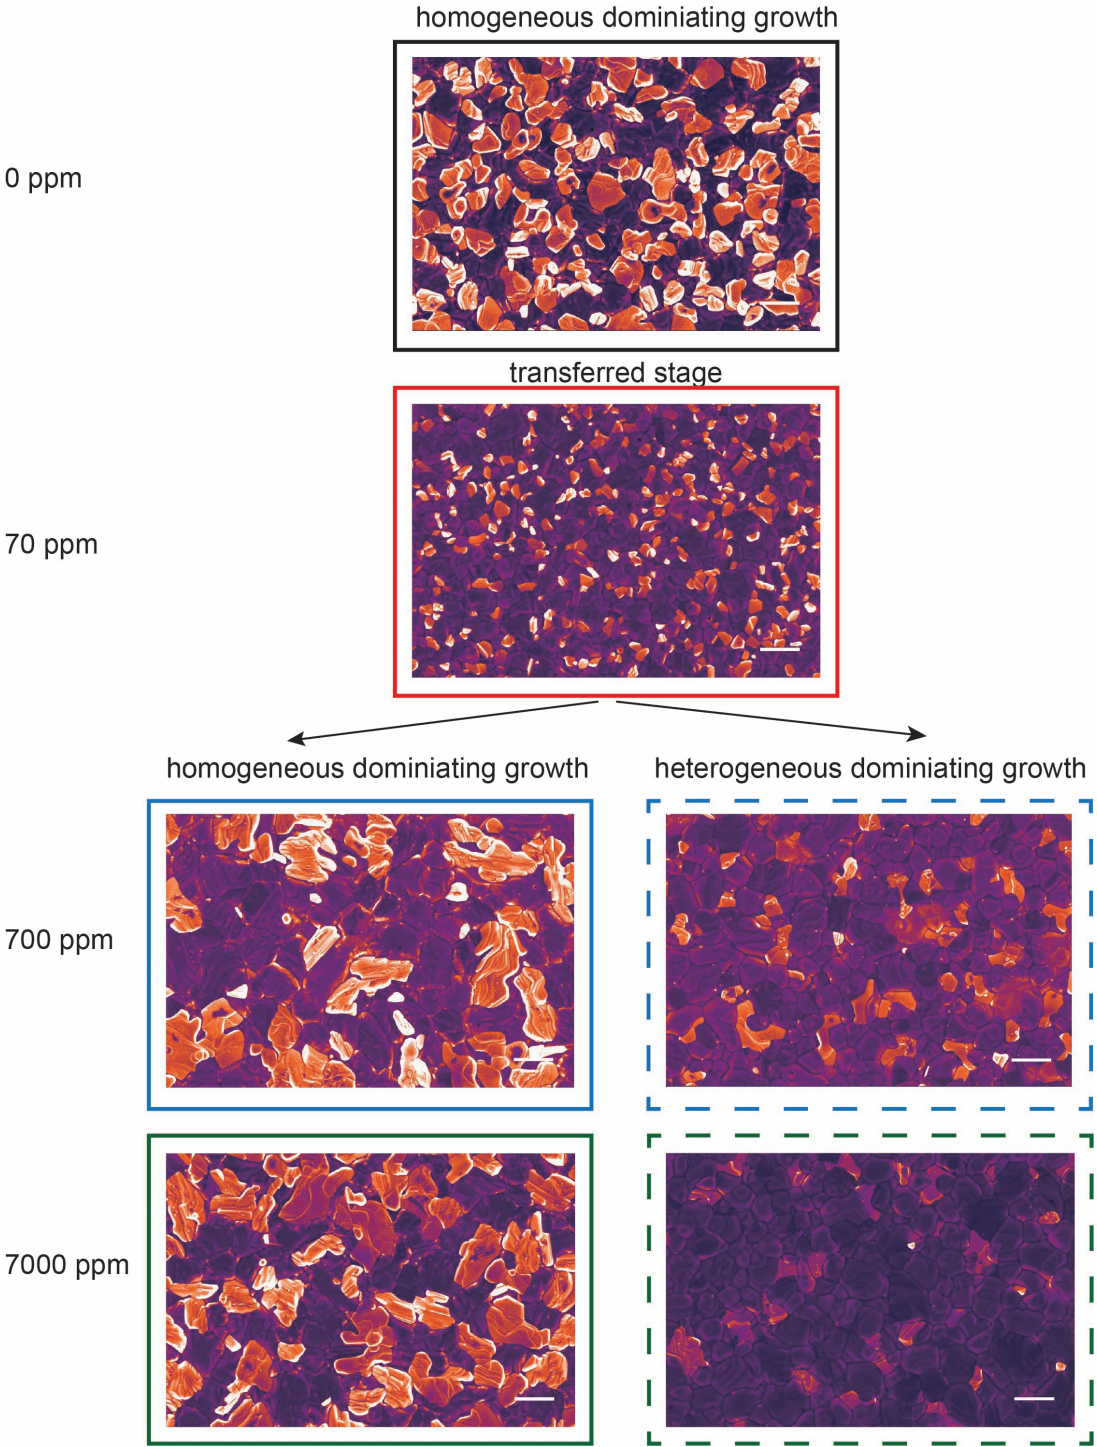 homogeneous dominiating growth
0 ppm
transferred stage
70 ppm
homogeneous dominiating growth
heterogeneous dominiating growth
700 ppm
7000 ppm